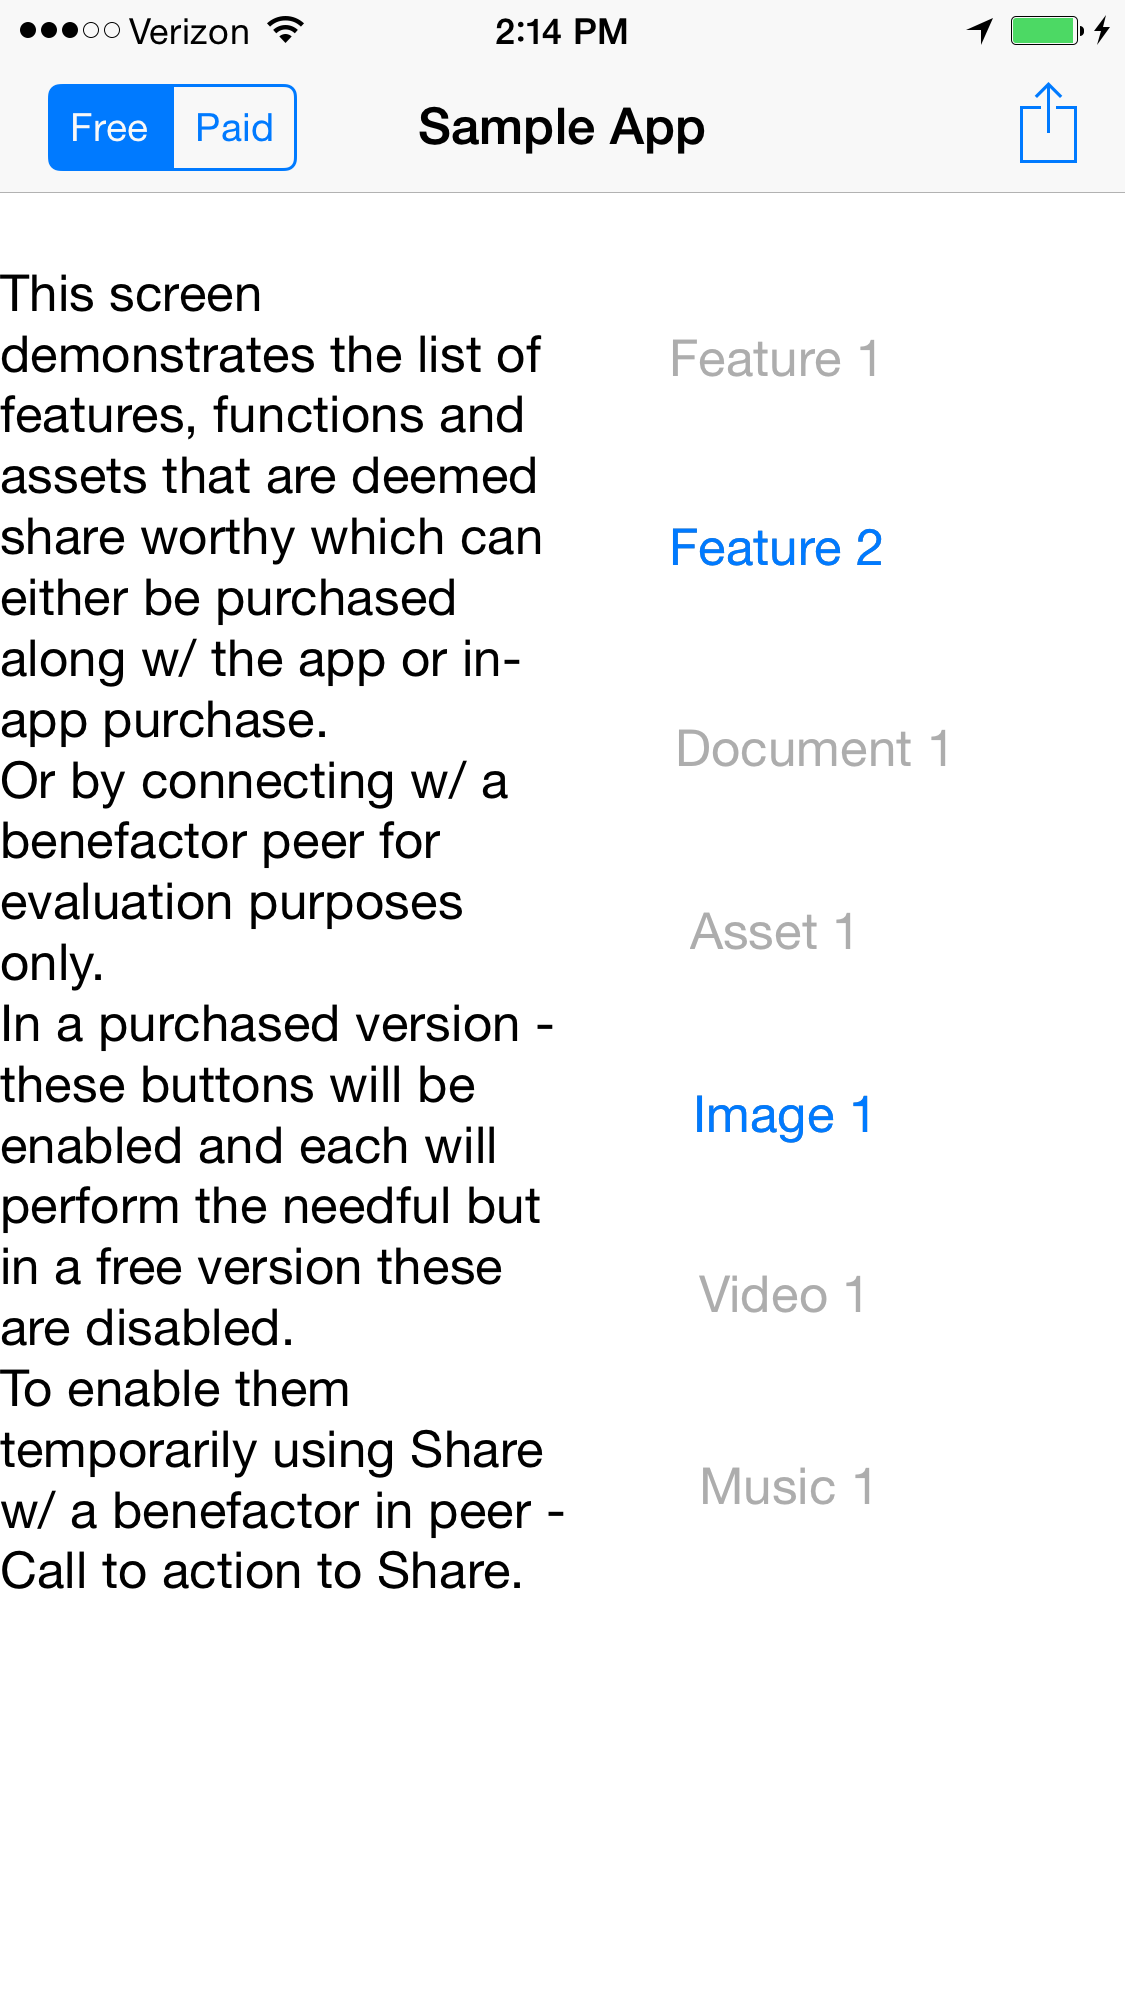 Verizon 2:14 PM
Free Paid Sample App
This screen
demonstrates the list of
features, functions and
assets that are deemed
share worthy which can
either be purchased
along w/ the app or in-
app purchase.
Or by connecting w/ a
benefactor peer for
evaluation purposes
only.
In a purchased version -
these buttons will be
enabled and each will
perform the needful but
in a free version these
are disabled.
To enable them
temporarily using Share
w/ a benefactor in peer -
Call to action to Share.
Feature 1
Feature 2
Document 1
Asset 1
Image 1
Video 1
Music 1